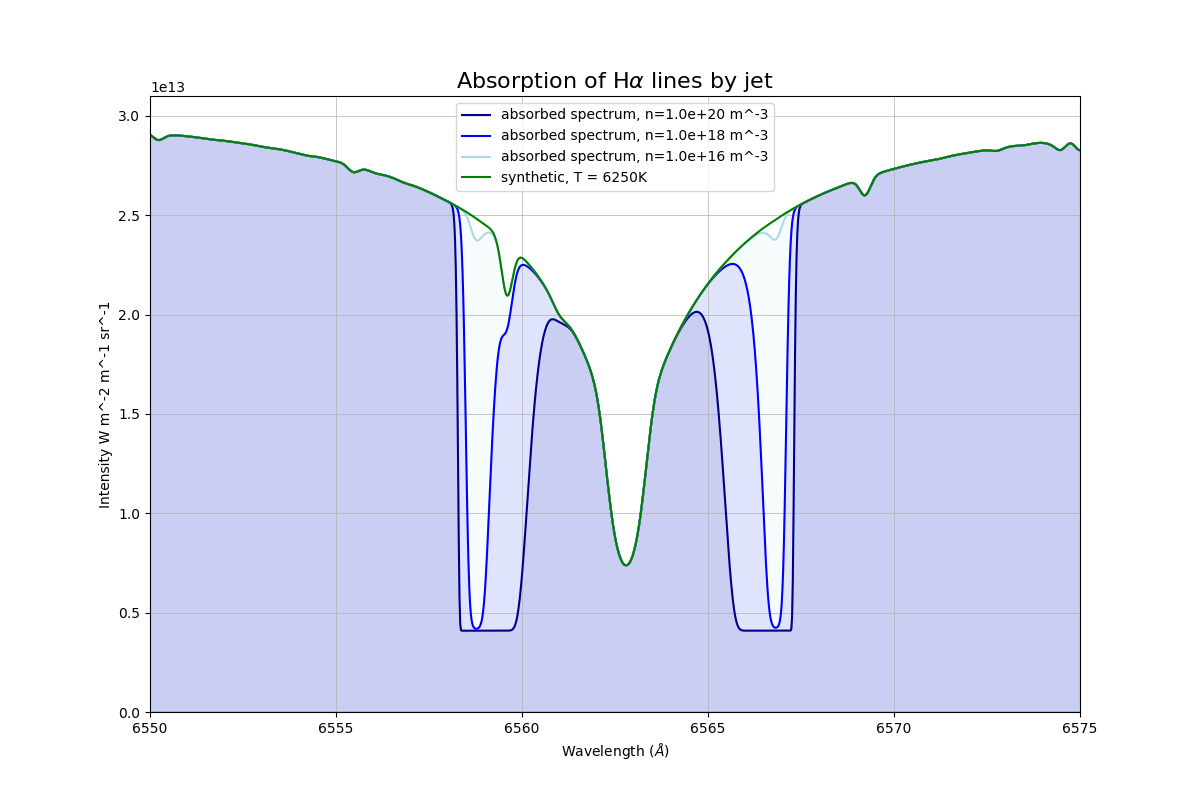 Absorption of Hα lines by jet
1e13
absorbed spectrum, n=1.0e+20 m^-3
absorbed spectrum, n=1.0e+18 m^-3
absorbed spectrum, n=1.0e+16 m^-3
synthetic, T = 6250K
3.0
2.5
2.0
1.5
1.0
0.5
0.0
Intensity W m^-2 m^-1 sr^-1
6550 6555 6560 6565 6570 6575
Wavelength (Å)